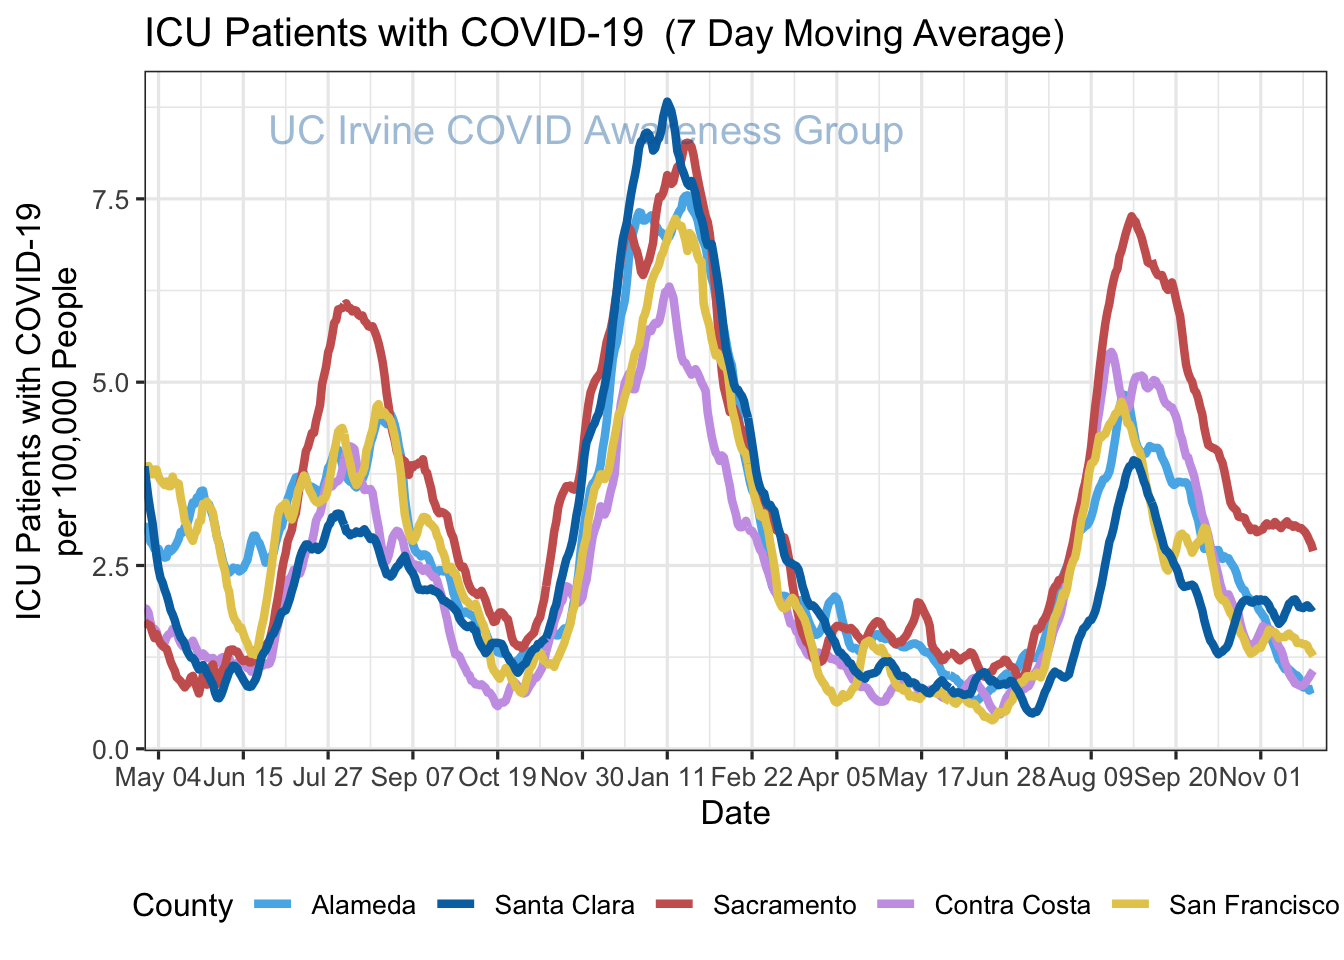 ICU Patients with COVID-19 (7 Day Moving Average)
UC Irvine COVID Awareness Group
ICU Patients with COVID-19
per 100,000 People
7.5
5.0
2.5
0.0
May 04 Jun 15 Jul 27 Sep 07 Oct 19 Nov 30 Jan 11 Feb 22 Apr 05 May 17 Jun 28 Aug 09 Sep 20 Nov 01
Date
County Alameda Santa Clara Sacramento Contra Costa San Francisco